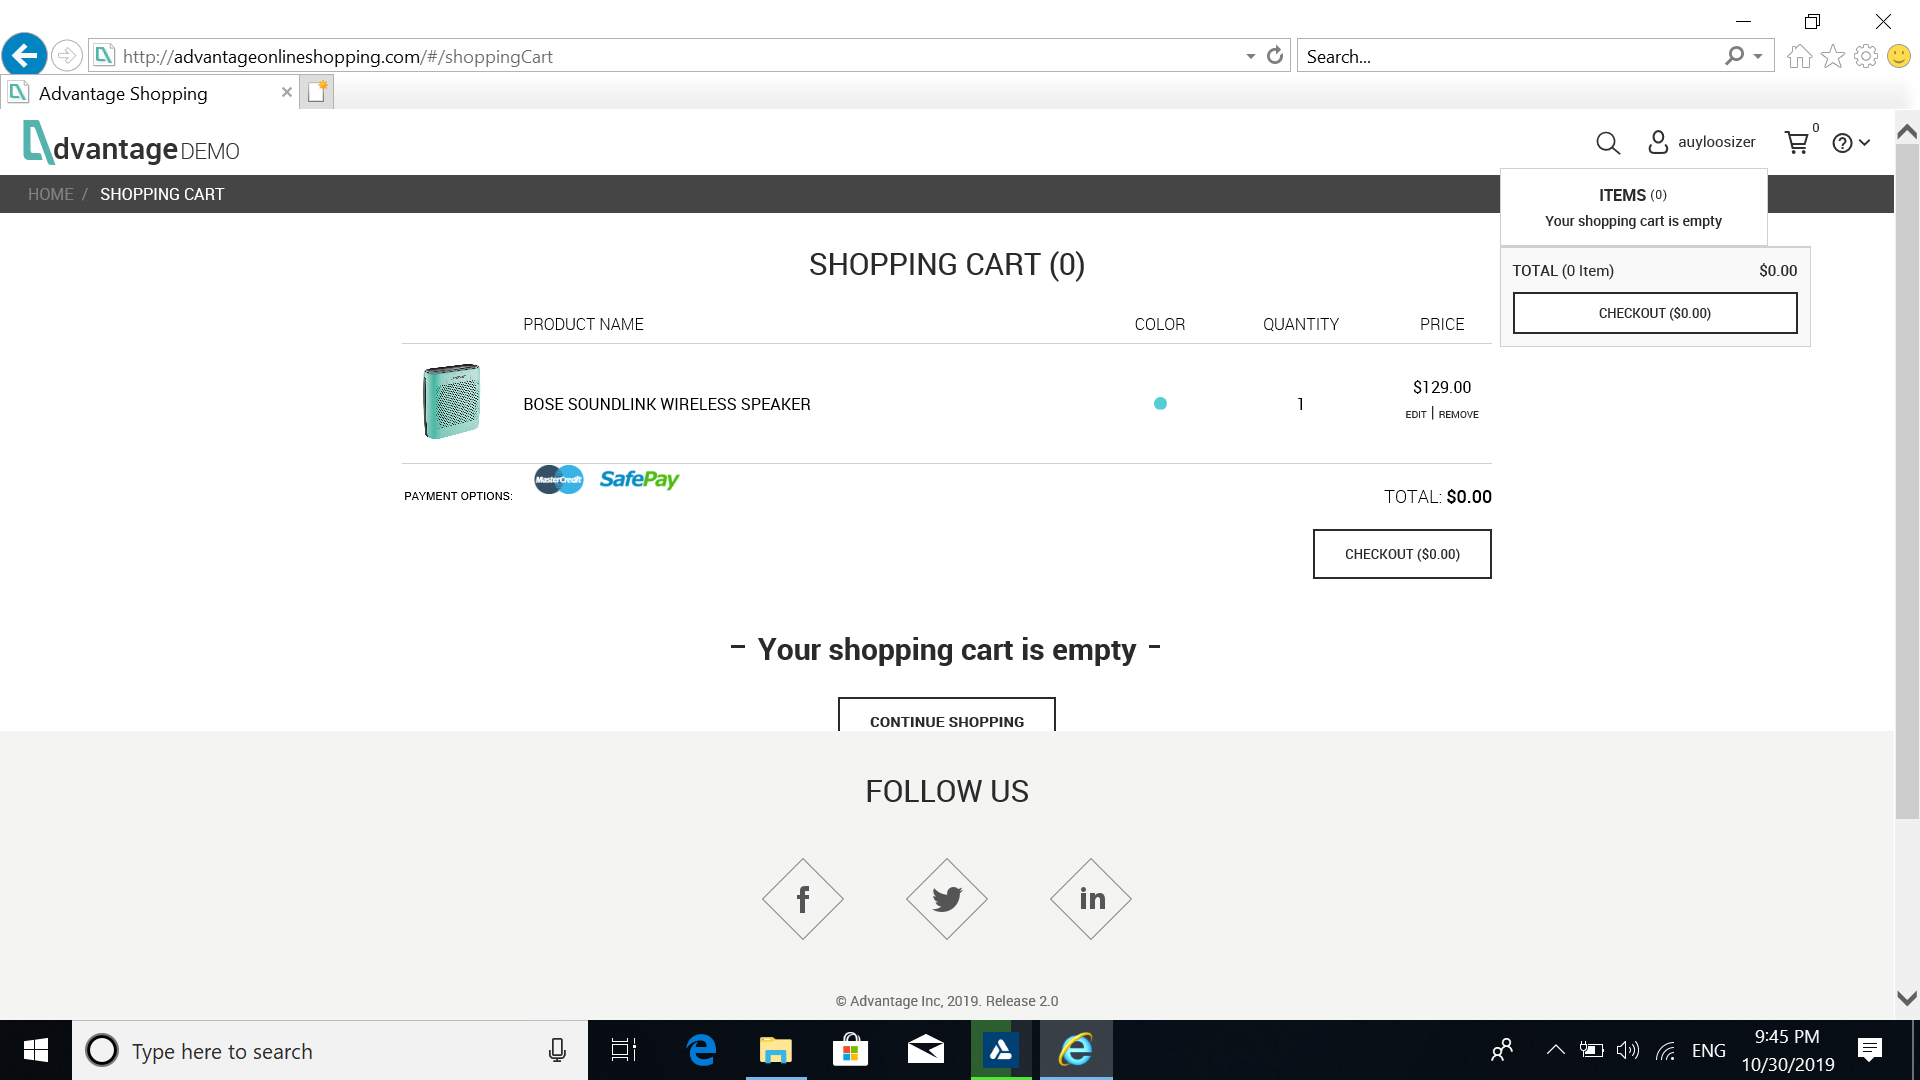 http://advantageonlineshopping.com/#/shoppingCart
Search...
Advantage Shopping
dvantage DEMO
auyloosizer
0
HOME / SHOPPING CART
ITEMS (0)
Your shopping cart is empty
TOTAL (0 Item) $0.00
CHECKOUT ($0.00)
SHOPPING CART (0)
PRODUCT NAME COLOR QUANTITY PRICE
BOSE SOUNDLINK WIRELESS SPEAKER 1 $129.00
EDIT | REMOVE
PAYMENT OPTIONS: MasterCredit SafePay
TOTAL: $0.00
CHECKOUT ($0.00)
- Your shopping cart is empty -
CONTINUE SHOPPING
FOLLOW US
f in
© Advantage Inc, 2019. Release 2.0
Type here to search
ENG
9:45 PM
10/30/2019